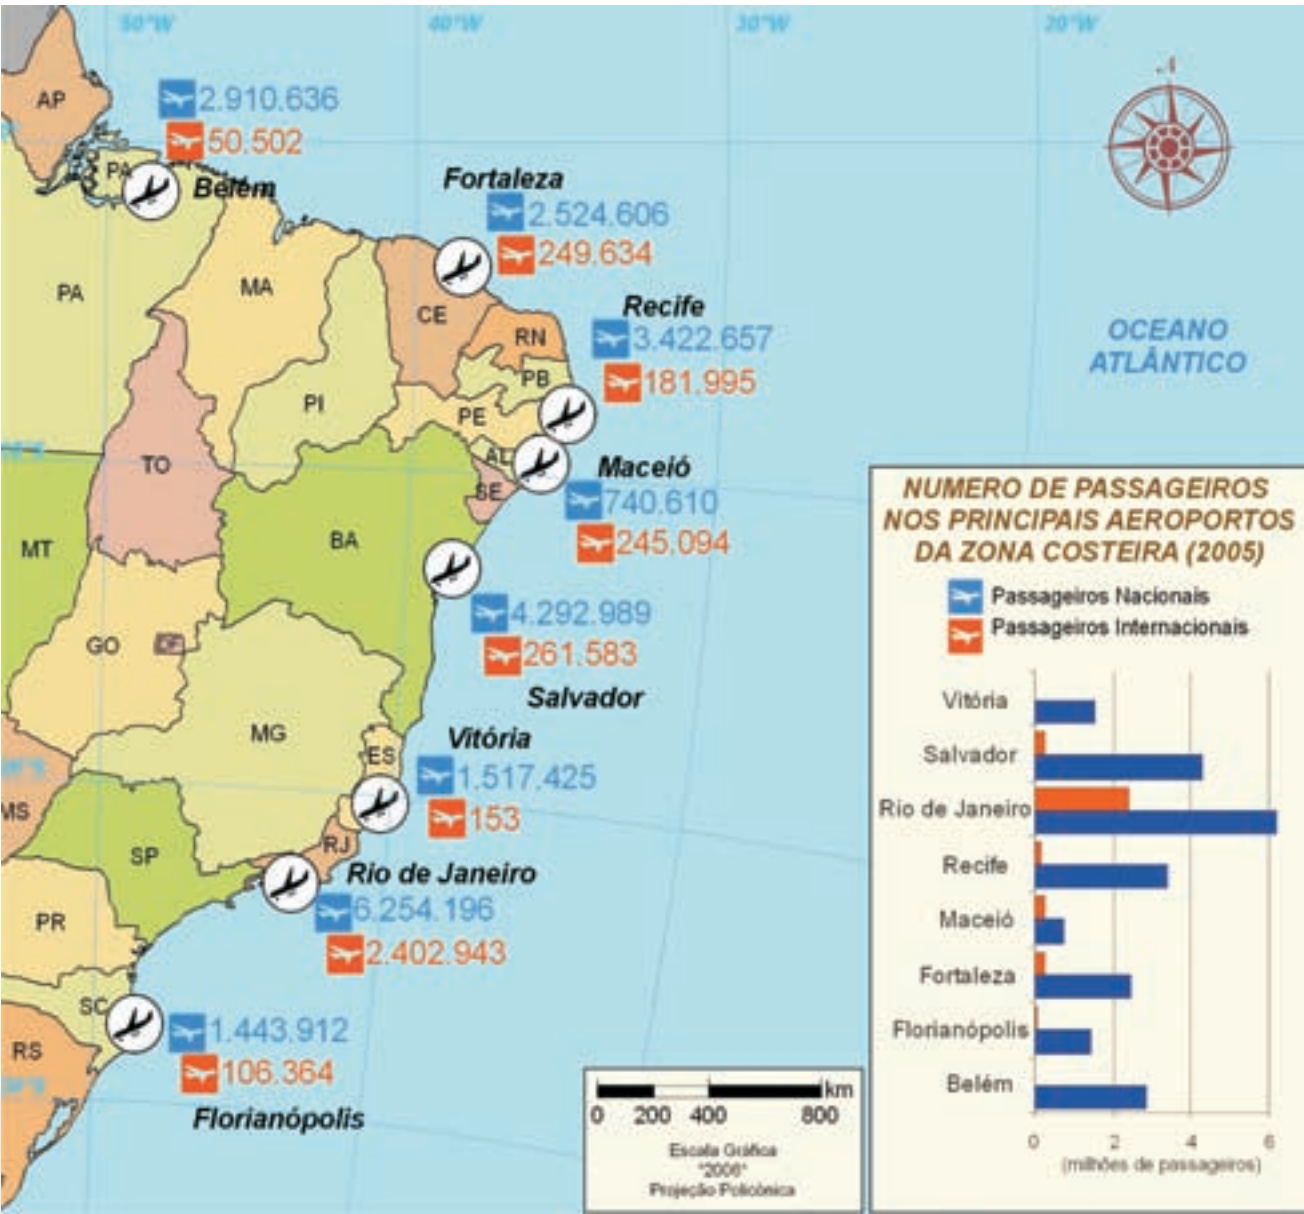 50°W
40°W
30°W
20°W
N
AP
2.910.636
50.502
PA
Belém
Fortaleza
2.524.606
249.634
PA
MA
CE
RN
Recife
3.422.657
181.995
PB
PI
PE
OCEANO
ATLÂNTICO
TO
AL
SE
Maceió
740.610
245.094
MT
BA
4.292.989
261.583
Salvador
GO
DF
MG
ES
Vitória
1.517.425
153
MS
SP
RJ
Rio de Janeiro
6.254.196
2.402.943
PR
SC
1.443.912
106.364
Florianópolis
RS
NUMERO DE PASSAGEIROS
NOS PRINCIPAIS AEROPORTOS
DA ZONA COSTEIRA (2005)
Passageiros Nacionais
Passageiros Internacionais
Vitória
Salvador
Rio de Janeiro
Recife
Maceió
Fortaleza
Florianópolis
Belém
0 2 4 6
(milhões de passageiros)
km
0 200 400 800
Escala Gráfica
"2006"
Projeção Policônica